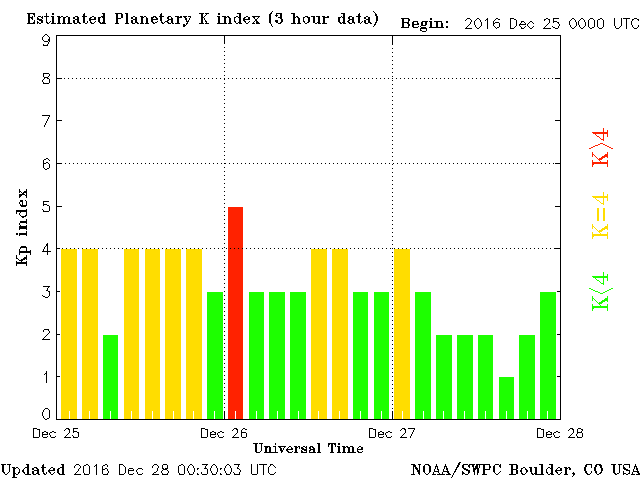 Estimated Planetary K index (3 hour data) Begin: 2016 Dec 25 0000 UTC
9
8
7
6
5
4
3
2
1
0
Kp index
K>4
K=4
K<4
Dec 25 Dec 26 Dec 27 Dec 28
Universal Time
Updated 2016 Dec 28 00:30:03 UTC NOAA/SWPC Boulder, CO USA